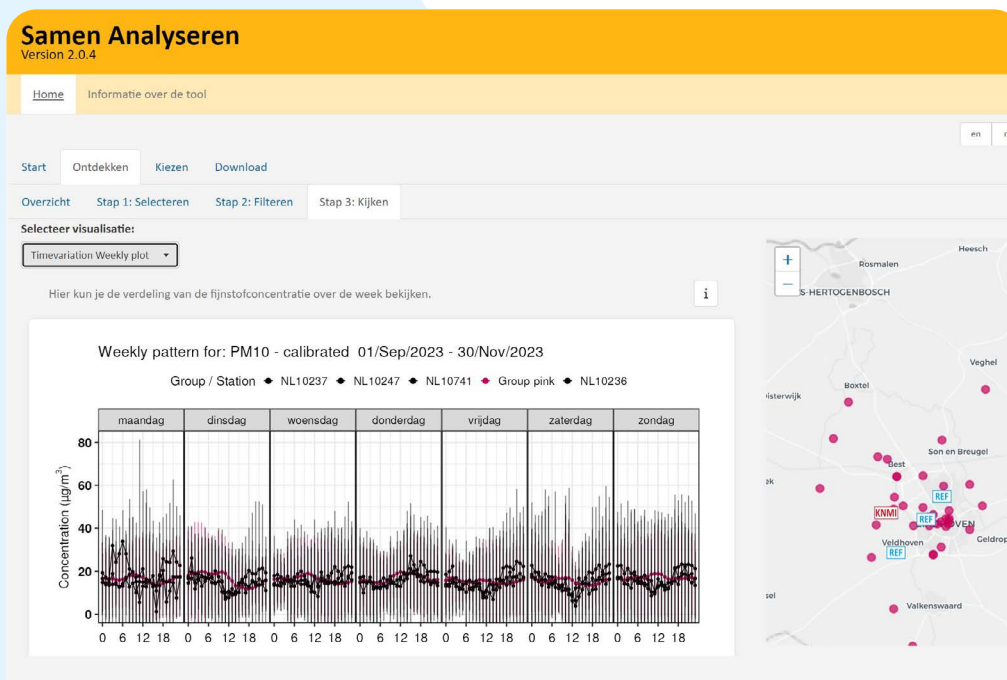 Samen Analyseren
Version 2.0.4
Home Informatie over de tool
en
Start Ontdekken Kiezen Download
Overzicht Stap 1: Selecteren Stap 2: Filteren Stap 3: Kijken
Selecteer visualisatie:
Timevariation Weekly plot
Hier kun je de verdeling van de fijnstofconcentratie over de week bekijken.
i
Weekly pattern for: PM10 - calibrated 01/Sep/2023 - 30/Nov/2023
Group / Station NL10237 NL10247 NL10741 Group pink NL10236
maandag dinsdag woensdag donderdag vrijdag zaterdag zondag
Concentration (μg/m³)
80
60
40
20
0
0 6 12 18 0 6 12 18 0 6 12 18 0 6 12 18 0 6 12 18 0 6 12 18 0 6 12 18
+
−
Heesch
Rosmalen
S-HERTOGENBOSCH
Veghel
Boxtel
isterwijk
Son en Breugel
Best
REF
KNMI
REF
OVEN
Geldrop
Veldhoven
REF
Valkenswaard